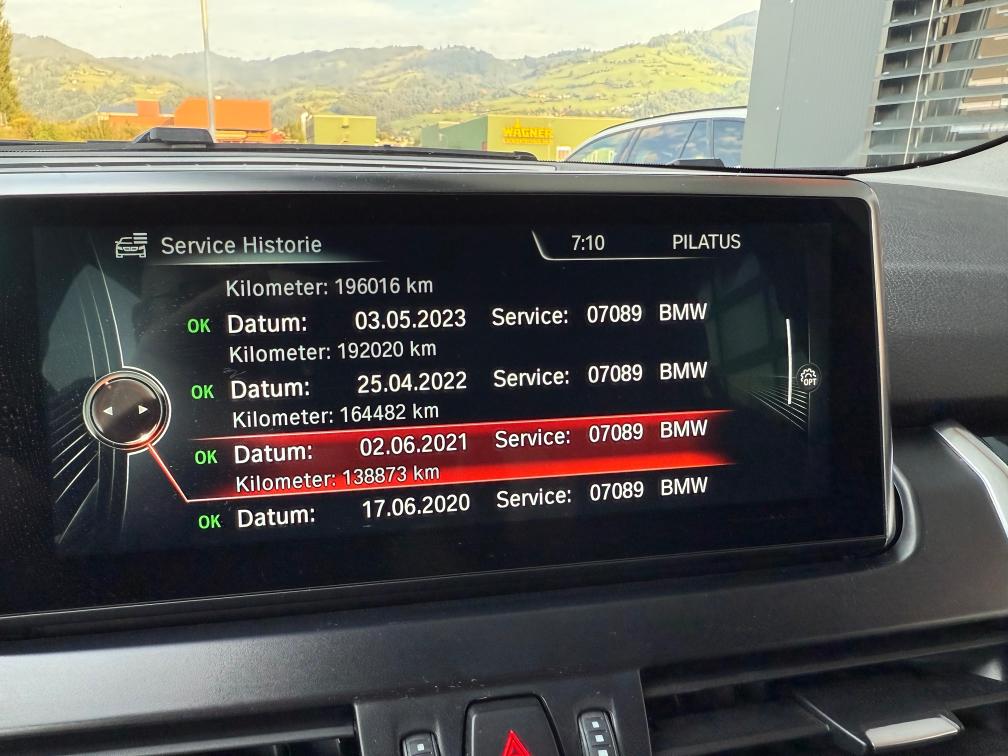 WAGNER
Service Historie
7:10
PILATUS
Kilometer: 196016 km
OK Datum: 03.05.2023 Service: 07089 BMW
Kilometer: 192020 km
OK Datum: 25.04.2022 Service: 07089 BMW
Kilometer: 164482 km
OK Datum: 02.06.2021 Service: 07089 BMW
Kilometer: 138873 km
OK Datum: 17.06.2020 Service: 07089 BMW
OPT